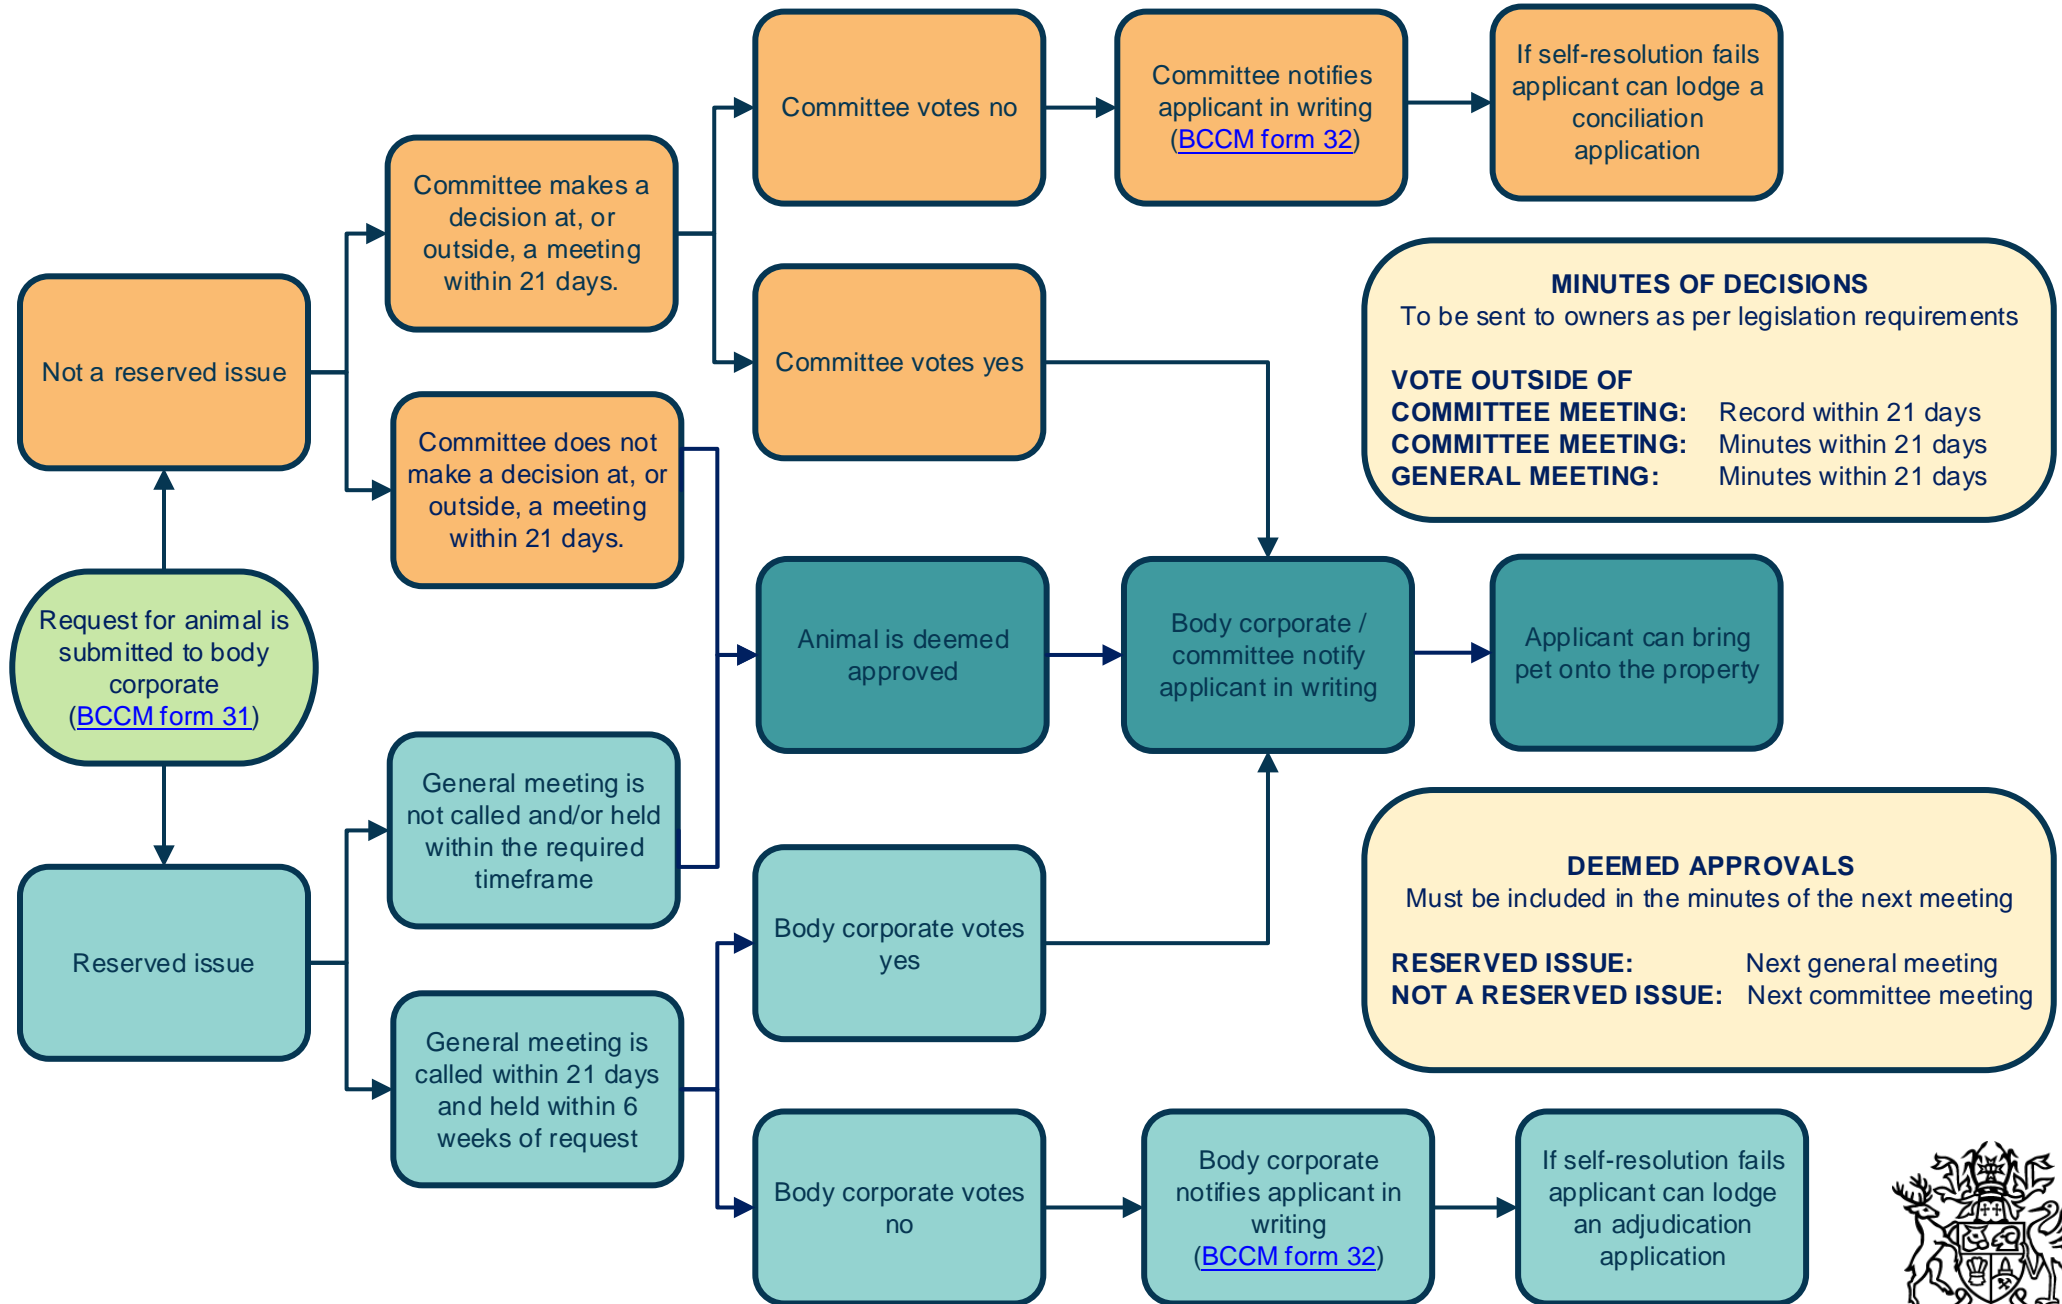 Committee votes no
Committee notifies
applicant in writing
(BCCM form 32)
If self-resolution fails
applicant can lodge a
conciliation
application
Committee makes a
decision at, or
outside, a meeting
within 21 days.
Not a reserved issue
Committee votes yes
MINUTES OF DECISIONS
To be sent to owners as per legislation requirements
VOTE OUTSIDE OF
COMMITTEE MEETING: Record within 21 days
COMMITTEE MEETING: Minutes within 21 days
GENERAL MEETING: Minutes within 21 days
Committee does not
make a decision at, or
outside, a meeting
within 21 days.
Request for animal is
submitted to body
corporate
(BCCM form 31)
Animal is deemed
approved
Body corporate /
committee notify
applicant in writing
Applicant can bring
pet onto the property
General meeting is
not called and/or held
within the required
timeframe
Reserved issue
Body corporate votes
yes
DEEMED APPROVALS
Must be included in the minutes of the next meeting
RESERVED ISSUE: Next general meeting
NOT A RESERVED ISSUE: Next committee meeting
General meeting is
called within 21 days
and held within 6
weeks of request
Body corporate votes
no
Body corporate
notifies applicant in
writing
(BCCM form 32)
If self-resolution fails
applicant can lodge
an adjudication
application